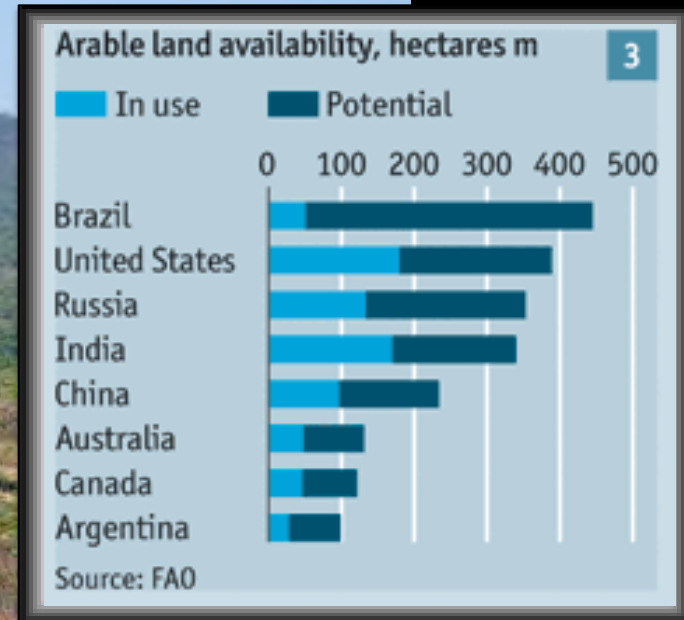 Arable land availability, hectares m 3
In use Potential
0 100 200 300 400 500
Brazil
United States
Russia
India
China
Australia
Canada
Argentina
Source: FAO